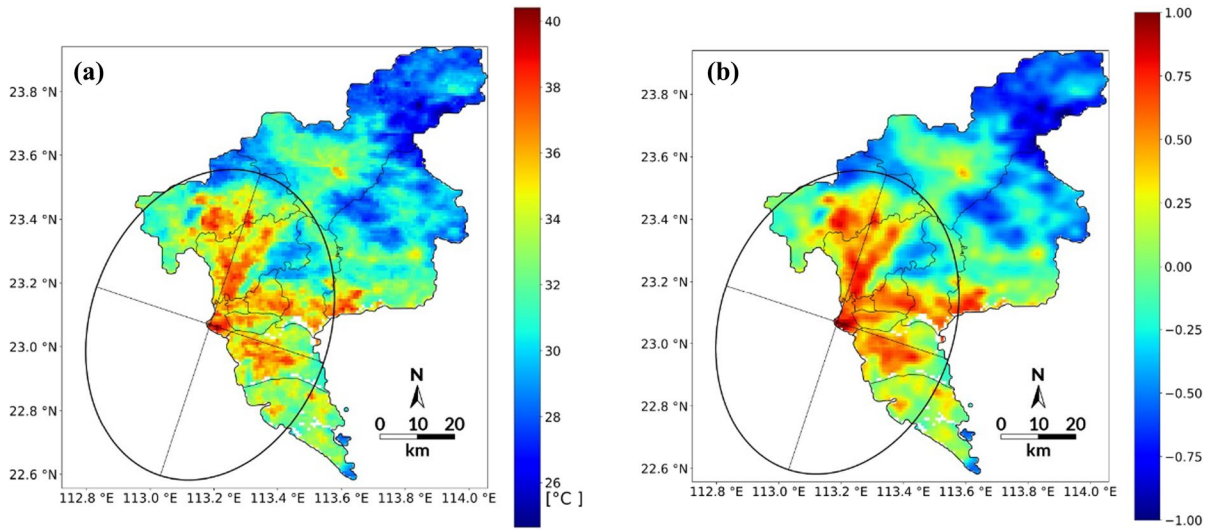 (a)
23.8 °N
23.6 °N
23.4 °N
23.2 °N
23.0 °N
22.8 °N
22.6 °N
112.8 °E 113.0 °E 113.2 °E 113.4 °E 113.6 °E 113.8 °E 114.0 °E
N
0 10 20
km
40
38
36
34
32
30
28
26
[°C]
(b)
23.8 °N
23.6 °N
23.4 °N
23.2 °N
23.0 °N
22.8 °N
22.6 °N
112.8 °E 113.0 °E 113.2 °E 113.4 °E 113.6 °E 113.8 °E 114.0 °E
N
0 10 20
km
1.00
0.75
0.50
0.25
0.00
−0.25
−0.50
−0.75
−1.00